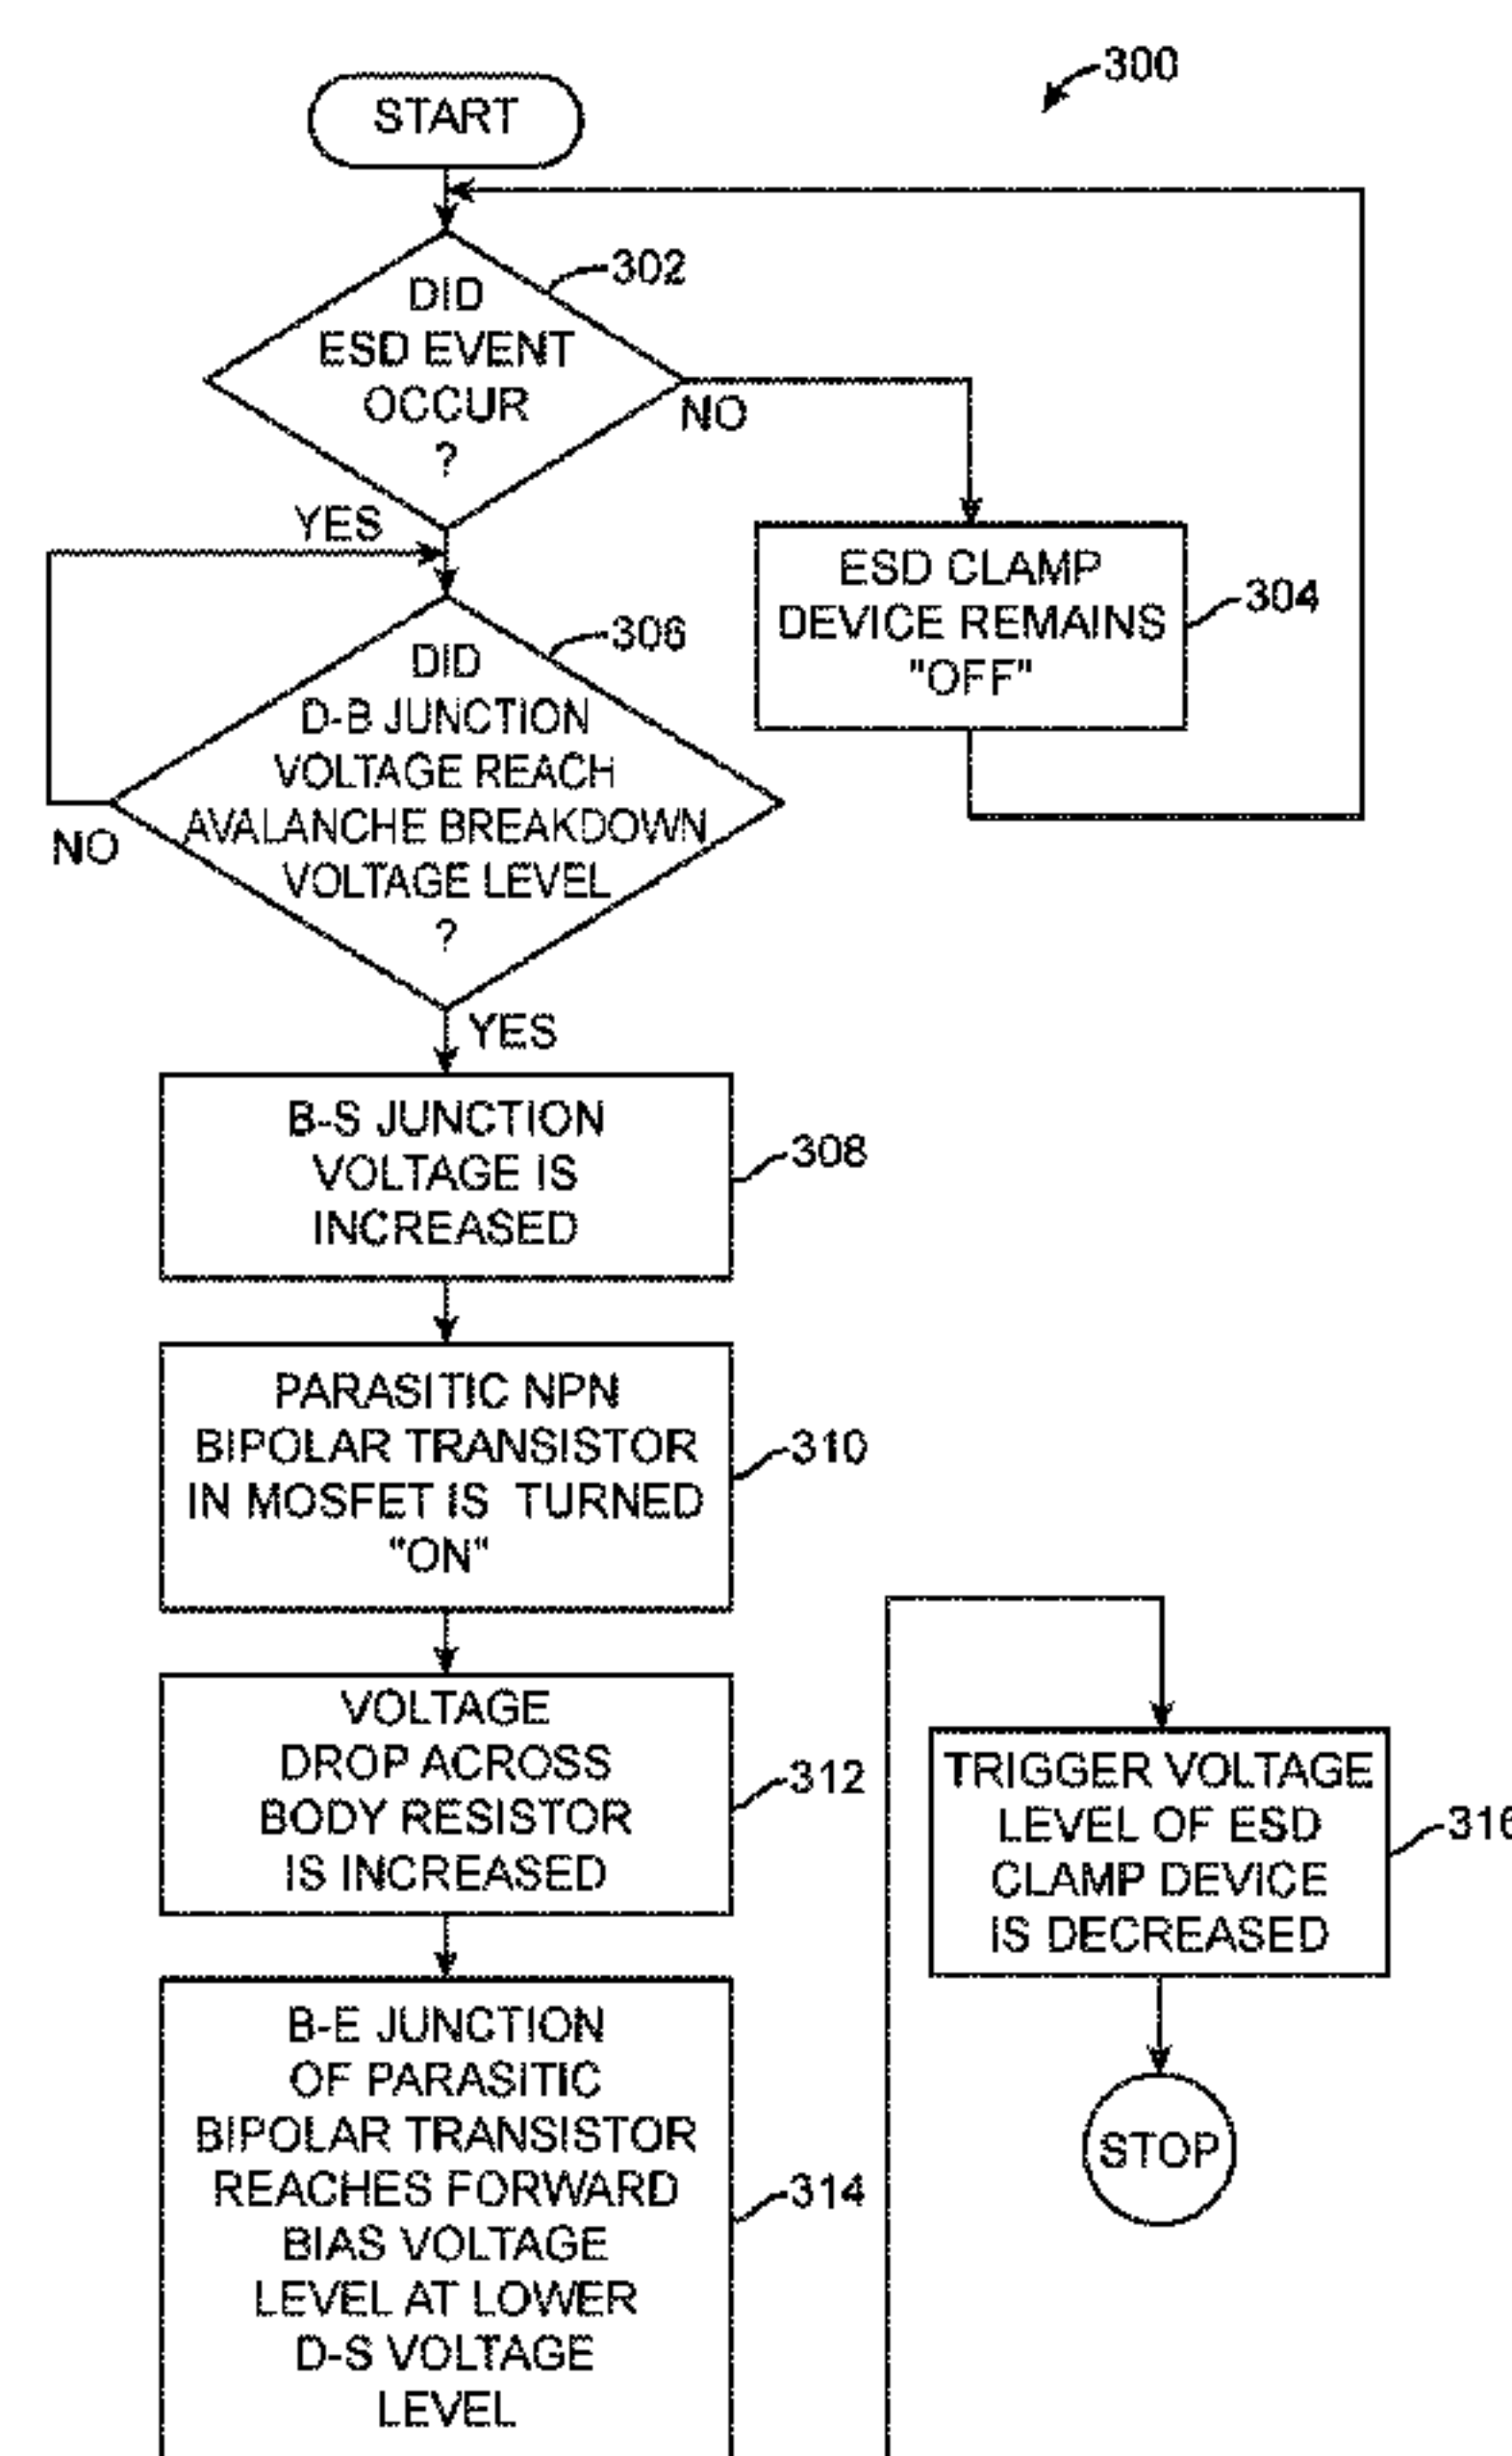 300
START
302
DID
ESD EVENT
OCCUR
?
NO
YES
ESD CLAMP
DEVICE REMAINS
"OFF"
304
306
DID
D-B JUNCTION
VOLTAGE REACH
AVALANCHE BREAKDOWN
VOLTAGE LEVEL
?
NO
YES
B-S JUNCTION
VOLTAGE IS
INCREASED
308
PARASITIC NPN
BIPOLAR TRANSISTOR
IN MOSFET IS TURNED
"ON"
310
VOLTAGE
DROP ACROSS
BODY RESISTOR
IS INCREASED
312
B-E JUNCTION
OF PARASITIC
BIPOLAR TRANSISTOR
REACHES FORWARD
BIAS VOLTAGE
LEVEL AT LOWER
D-S VOLTAGE
LEVEL
314
TRIGGER VOLTAGE
LEVEL OF ESD
CLAMP DEVICE
IS DECREASED
316
STOP